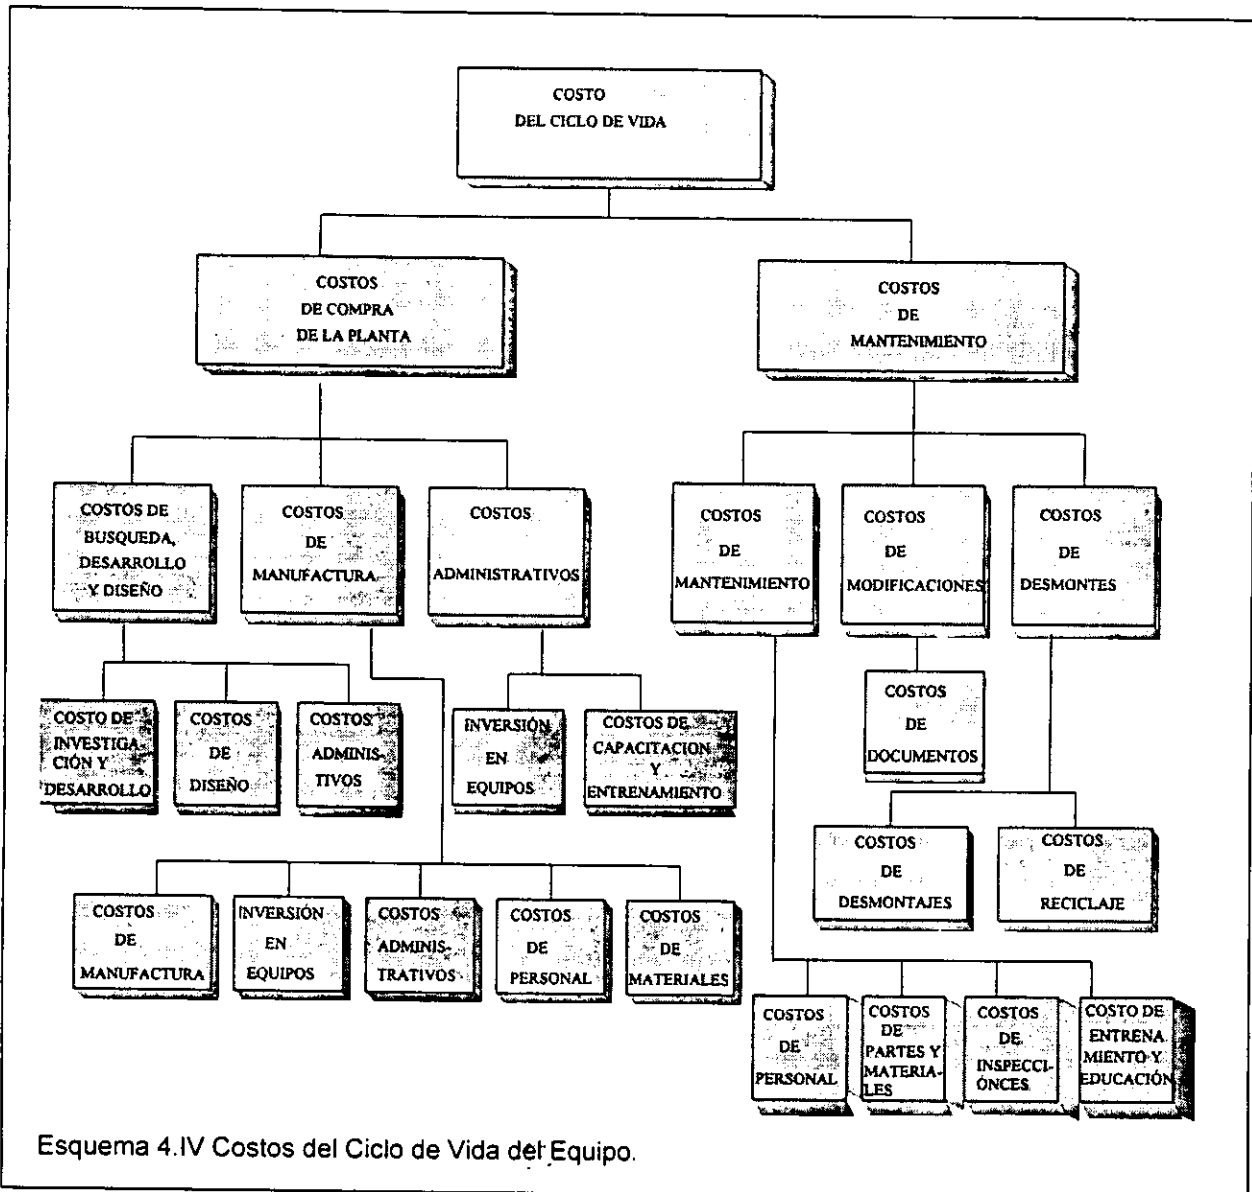 COSTO
DEL CICLO DE VIDA
COSTOS
DE COMPRA
DE LA PLANTA
COSTOS
DE
MANTENIMIENTO
COSTOS DE
BUSQUEDA,
DESARROLLO
Y DISEÑO
COSTOS
DE
MANUFACTURA
COSTOS
ADMINISTRATIVOS
COSTOS
DE
MANTENIMIENTO
COSTOS
DE
MODIFICACIONES
COSTOS
DE
DESMONTES
COSTO DE
INVESTIGA-
CIÓN Y
DESARROLLO
COSTOS
DE
DISEÑO
COSTOS
ADMINIS-
TIVOS
INVERSIÓN
EN
EQUIPOS
COSTOS DE
CAPACITACION
Y
ENTRENAMIENTO
COSTOS
DE
DOCUMENTOS
COSTOS
DE
DESMONTAJES
COSTOS
DE
RECICLAJE
COSTOS
DE
MANUFACTURA
INVERSIÓN
EN
EQUIPOS
COSTOS
ADMINIS-
TRATIVOS
COSTOS
DE
PERSONAL
COSTOS
DE
MATERIALES
COSTOS
DE
PERSONAL
COSTOS
DE
PARTES Y
MATERIA-
LES
COSTOS
DE
INSPECCI-
ÓNCES
COSTO DE
ENTRENA
MIENTO Y
EDUCACIÓN
Esquema 4.IV Costos del Ciclo de Vida del Equipo.